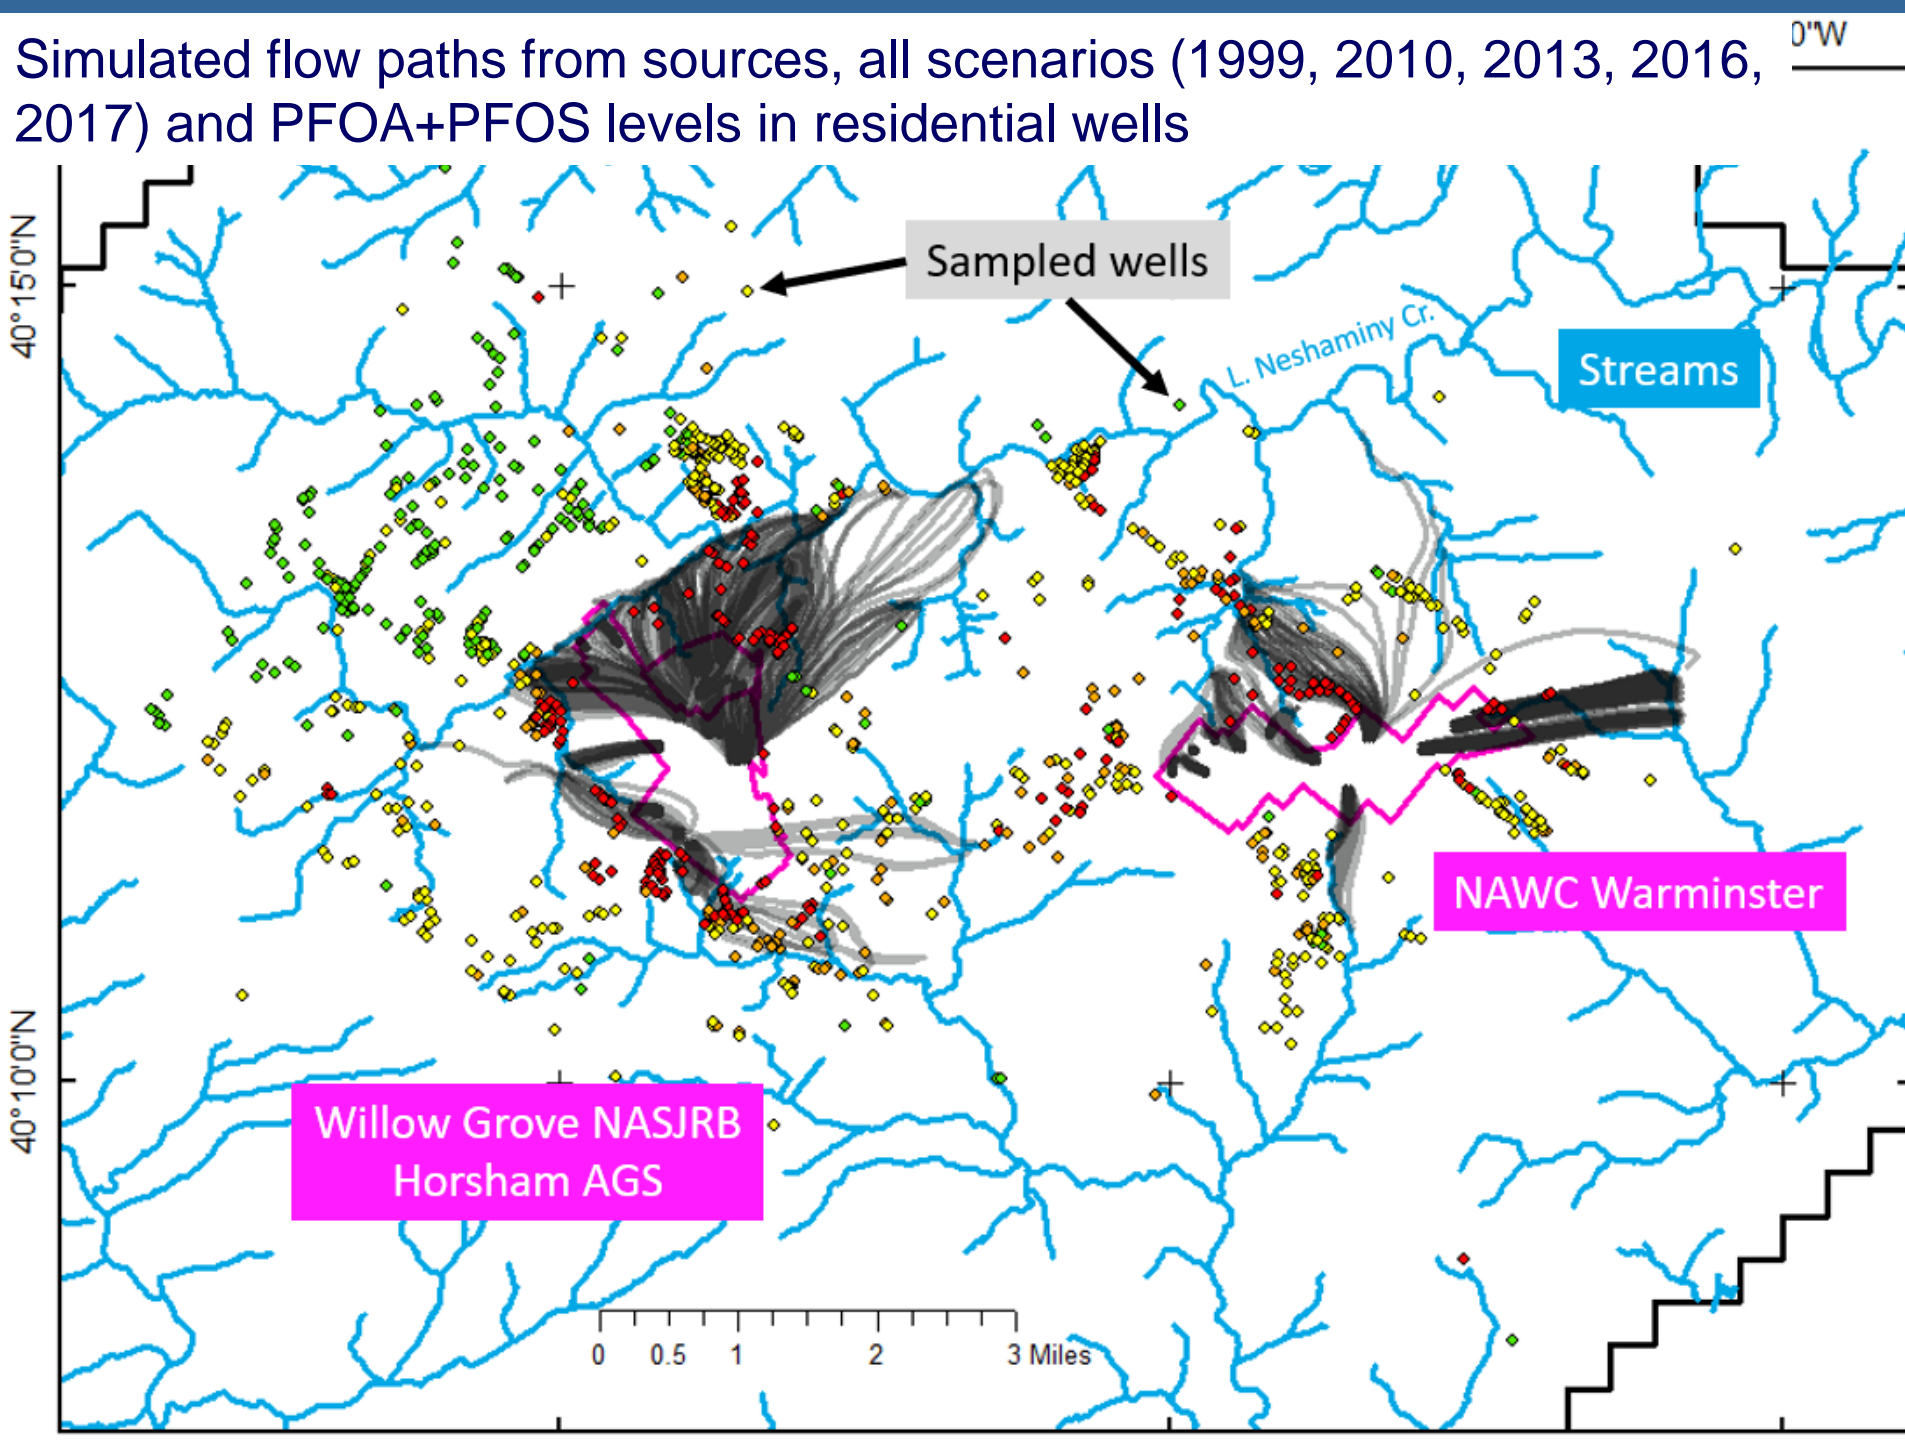 Simulated flow paths from sources, all scenarios (1999, 2010, 2013, 2016,
2017) and PFOA+PFOS levels in residential wells
0"W
40°15'0"N
Sampled wells
L. Neshaminy Cr.
Streams
NAWC Warminster
40°10'0"N
Willow Grove NASJRB
Horsham AGS
0 0.5 1 2 3 Miles